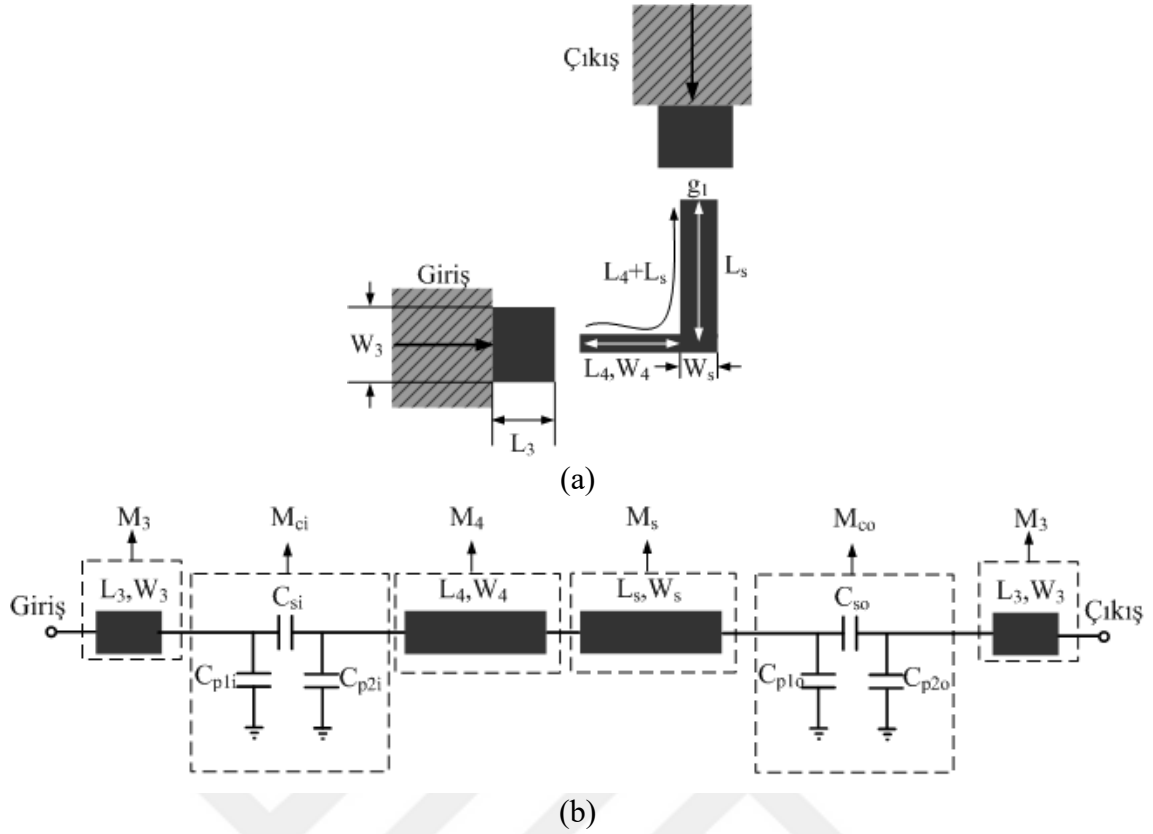 Çıkış
g1
L4+Ls
Ls
Giriş
W3
L4,W4
Ws
L3
(a)
M3
Mci
M4
Ms
Mco
M3
Giriş
L3,W3
Csi
L4,W4
Ls,Ws
Cso
L3,W3
Çıkış
Cp1i
Cp2i
Cp1o
Cp2o
(b)